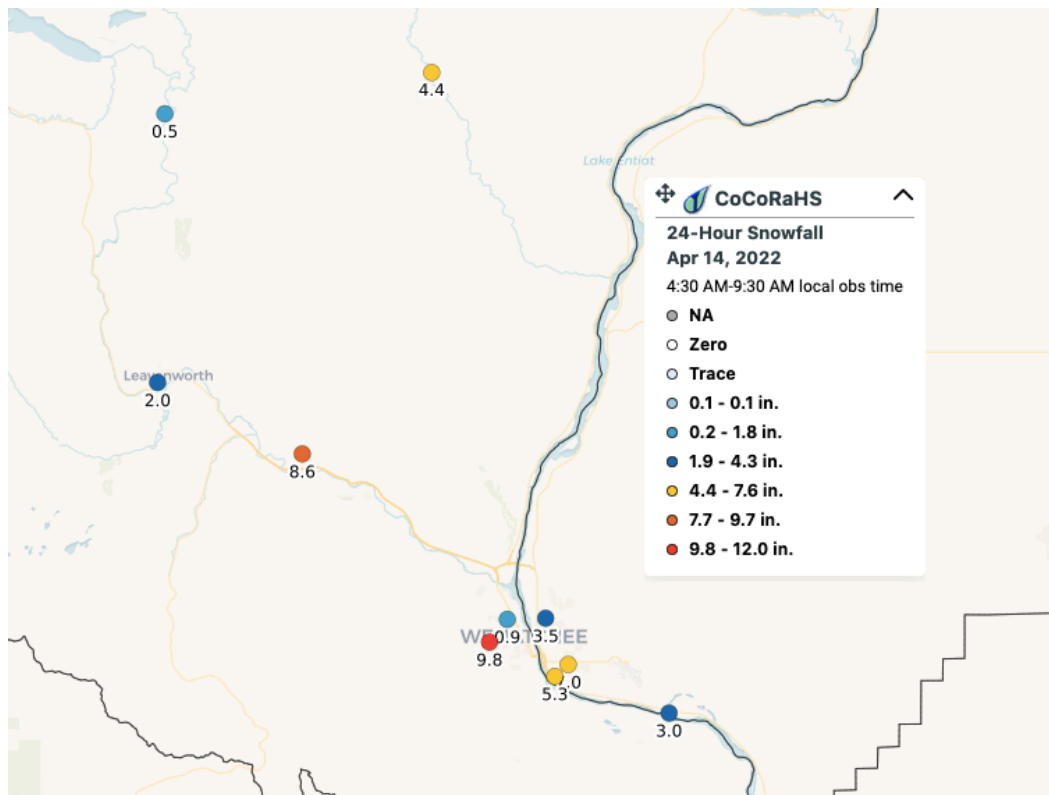 4.4
0.5
Lake Entiat
CoCoRaHS
24-Hour Snowfall
Apr 14, 2022
4:30 AM-9:30 AM local obs time
NA
Zero
Trace
0.1 - 0.1 in.
0.2 - 1.8 in.
1.9 - 4.3 in.
4.4 - 7.6 in.
7.7 - 9.7 in.
9.8 - 12.0 in.
Leavenworth
2.0
8.6
0.9 3.5
9.8
5.3
3.0